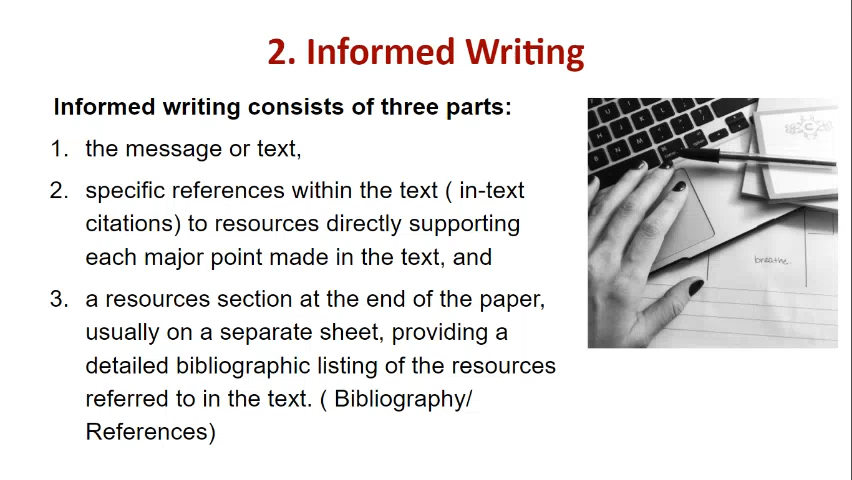 2. Informed Writing
Informed writing consists of three parts:
1. the message or text,
2. specific references within the text ( in-text
citations) to resources directly supporting
each major point made in the text, and
3. a resources section at the end of the paper,
usually on a separate sheet, providing a
detailed bibliographic listing of the resources
referred to in the text. ( Bibliography/
References)
breathe.